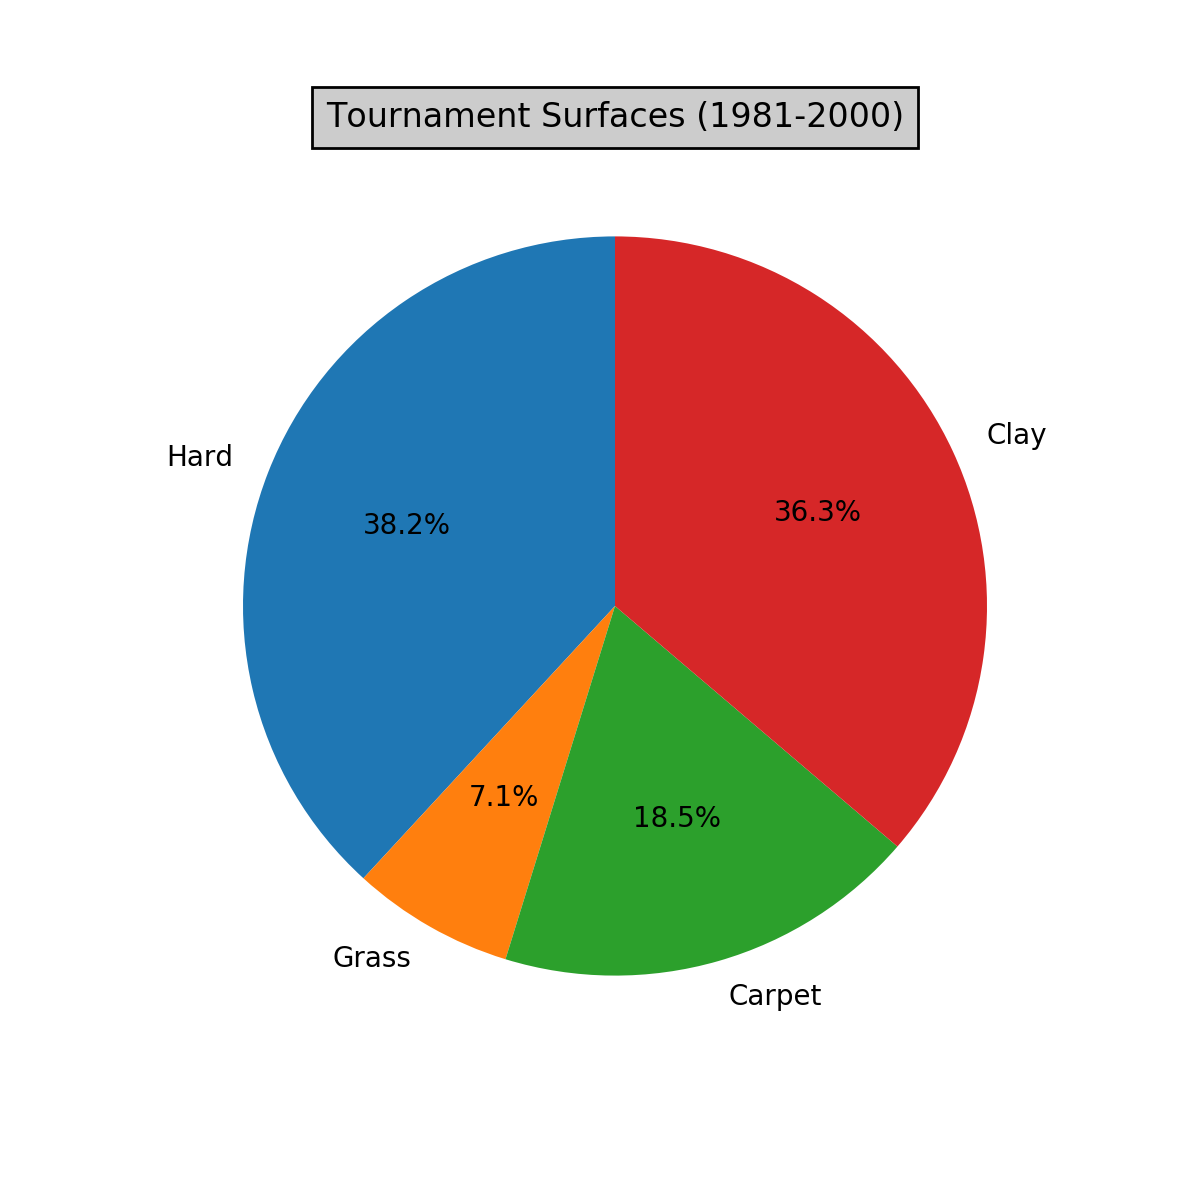 Tournament Surfaces (1981-2000)
Clay
Hard
36.3%
38.2%
7.1%
18.5%
Grass
Carpet